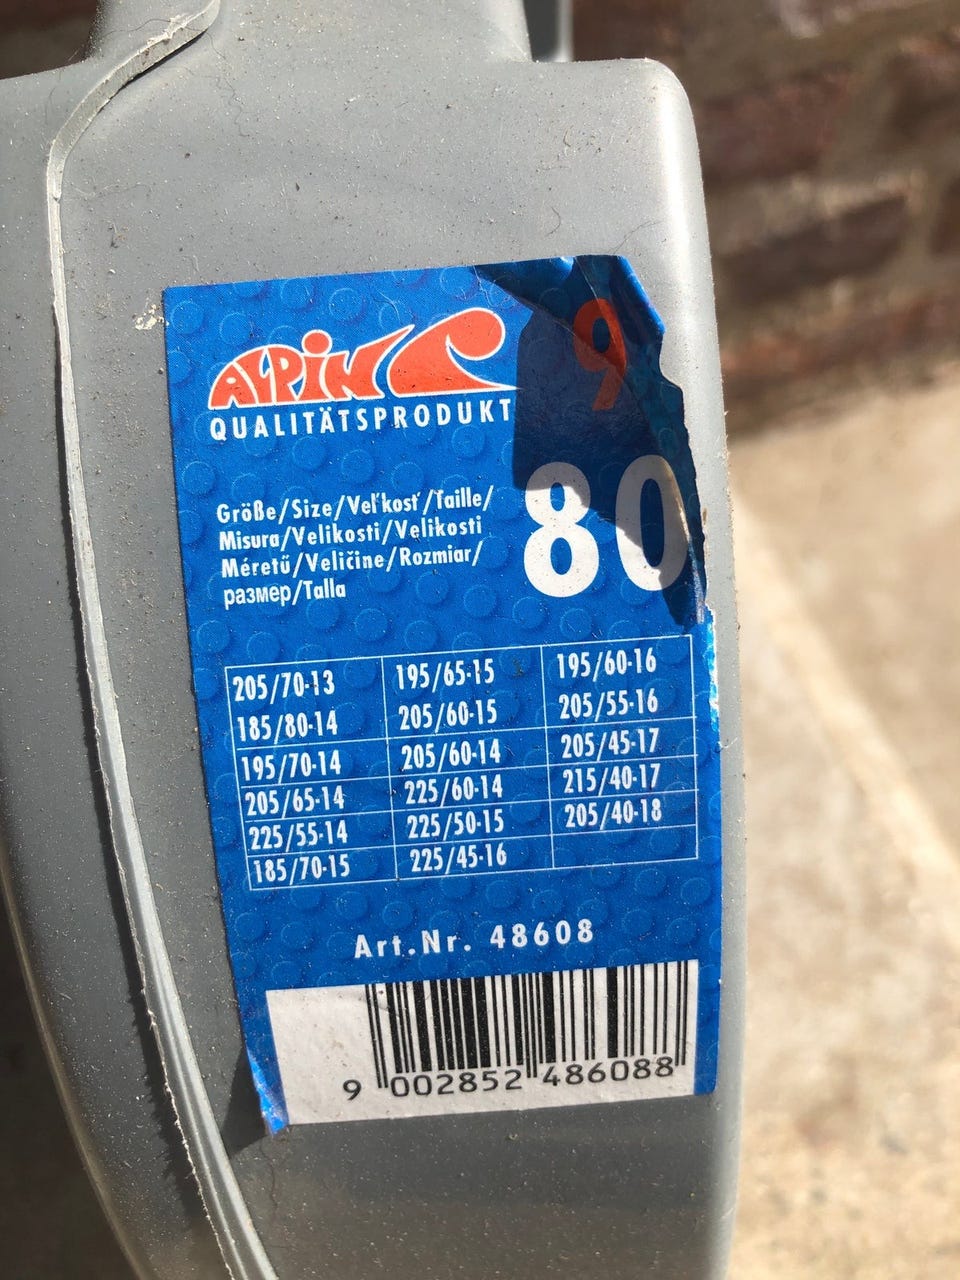 ALPIN
QUALITÄTSPRODUKT
9
Größe/Size/Veľkosť/Taille/
Misura/Velikosti/Velikosti
Méretű/Veličine/Rozmiar/
размер/Talla
80
205/70-13 195/65-15 195/60-16
185/80-14 205/60-15 205/55-16
195/70-14 205/60-14 205/45-17
205/65-14 225/60-14 215/40-17
225/55-14 225/50-15 205/40-18
185/70-15 225/45-16
Art.Nr. 48608
9 002852 486088